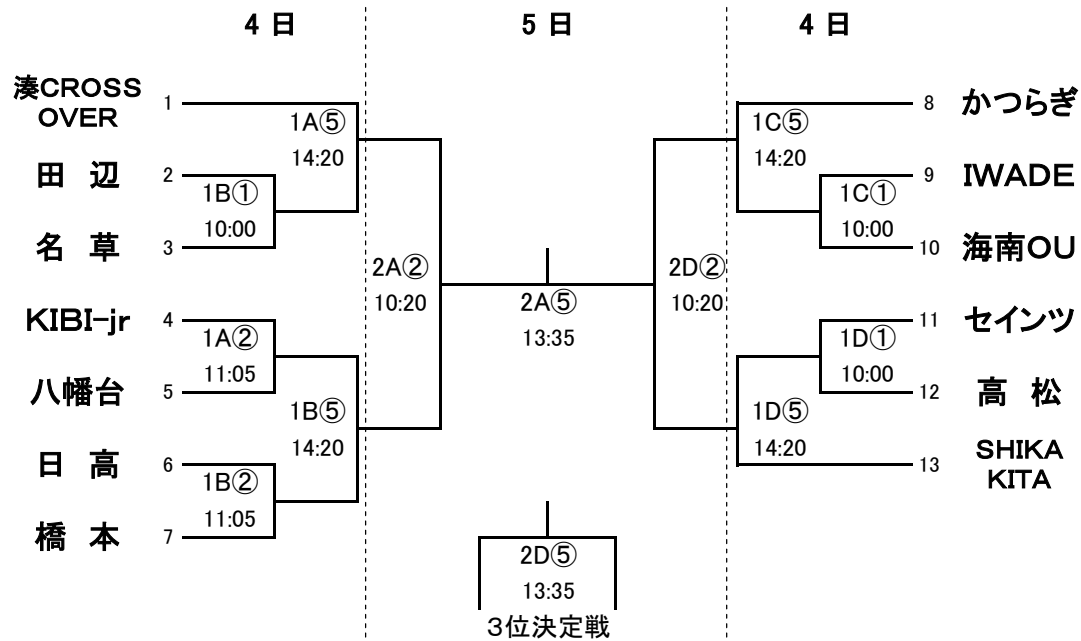 4 日
5 日
4 日
湊CROSS
OVER
1
1A⑤
14:20
田 辺
2
1B①
10:00
名 草
3
2A②
10:20
KIBI-jr
4
1A②
11:05
八幡台
5
1B⑤
14:20
日 高
6
1B②
11:05
橋 本
7
2A⑤
13:35
2D⑤
13:35
3位決定戦
1C⑤
14:20
8
かつらぎ
9
IWADE
1C①
10:00
10
海南OU
2D②
10:20
11
セインツ
1D①
10:00
12
高 松
1D⑤
14:20
13
SHIKA
KITA